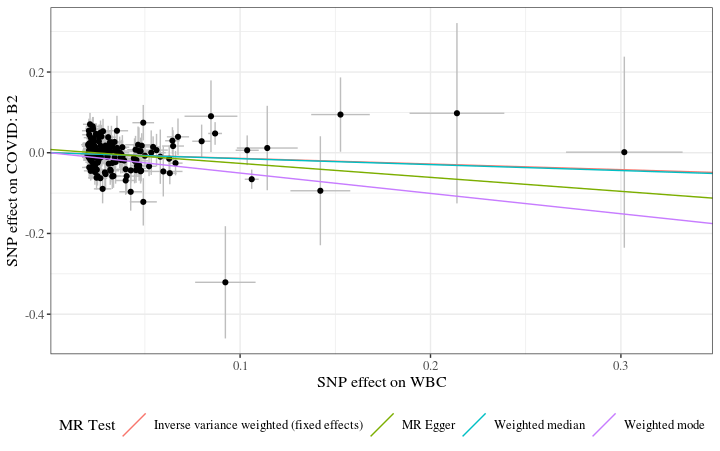 SNP effect on COVID: B2
0.2
0.0
-0.2
-0.4
0.1
0.2
0.3
SNP effect on WBC
MR Test
Inverse variance weighted (fixed effects)
MR Egger
Weighted median
Weighted mode